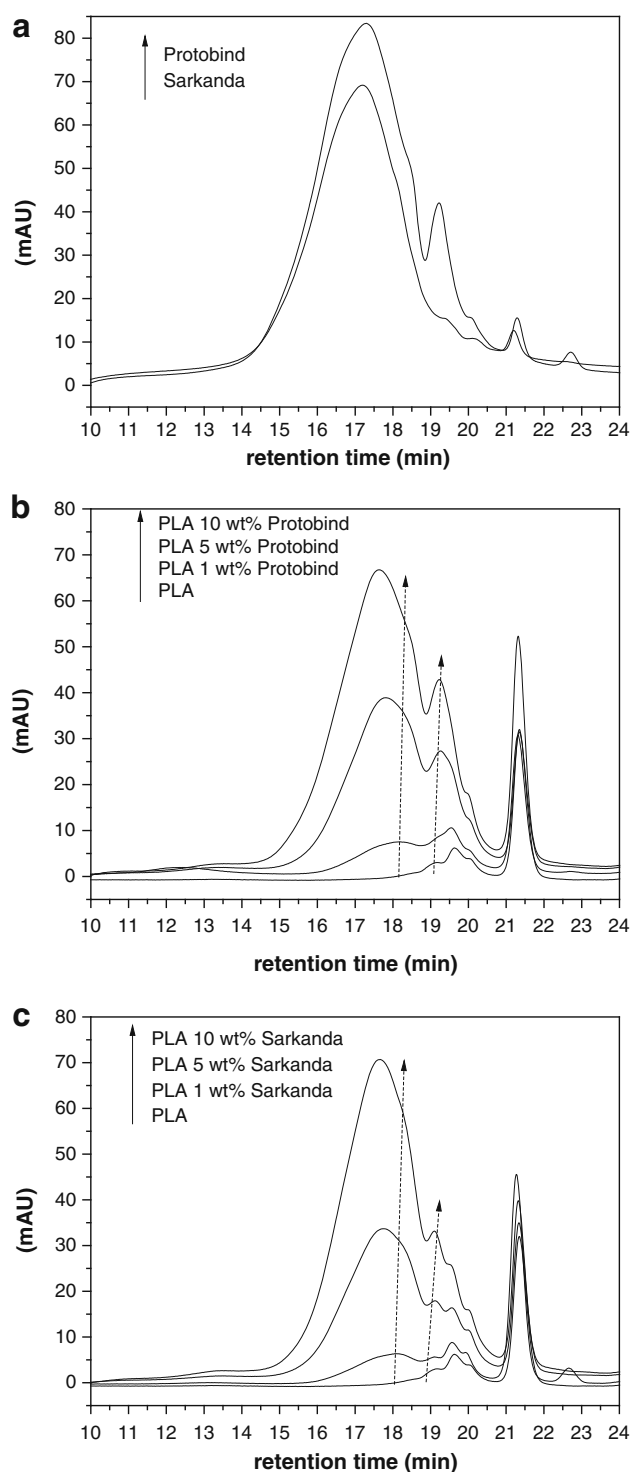 a
80
70
60
50
40
30
20
10
0
(mAU)
Protobind
Sarkanda
10 11 12 13 14 15 16 17 18 19 20 21 22 23 24
retention time (min)
b
80
70
60
50
40
30
20
10
0
(mAU)
PLA 10 wt% Protobind
PLA 5 wt% Protobind
PLA 1 wt% Protobind
PLA
10 11 12 13 14 15 16 17 18 19 20 21 22 23 24
retention time (min)
c
80
70
60
50
40
30
20
10
0
(mAU)
PLA 10 wt% Sarkanda
PLA 5 wt% Sarkanda
PLA 1 wt% Sarkanda
PLA
10 11 12 13 14 15 16 17 18 19 20 21 22 23 24
retention time (min)